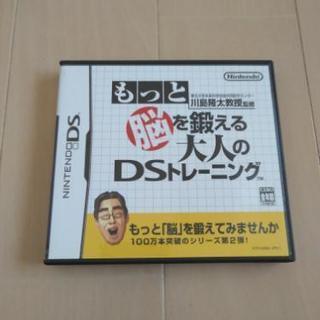 Nintendo
東北大学未来科学技術共同研究センター
川島隆太教授監修
もっと
脳を鍛える
大人の
DSトレーニング™
NINTENDO DS™
もっと「脳」を鍛えてみませんか
100万本突破のシリーズ第2弾!